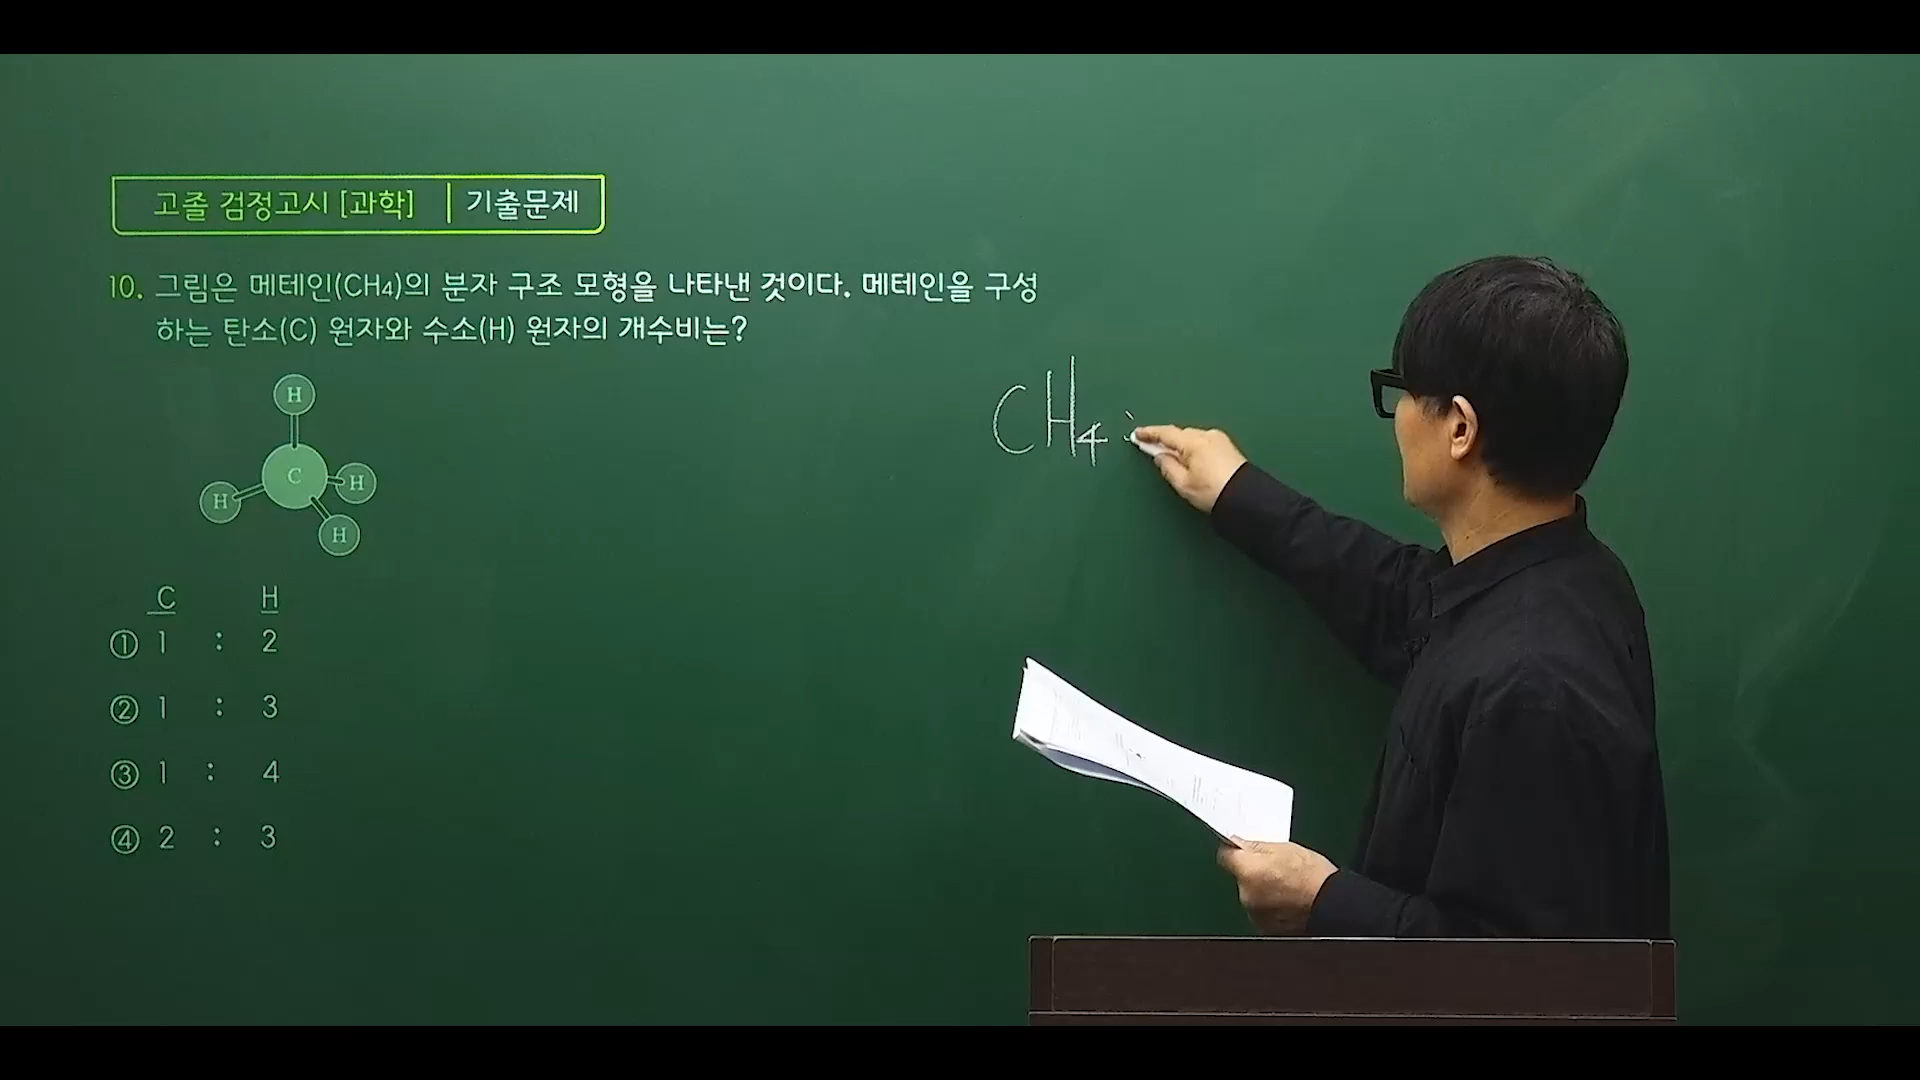 고졸 검정고시 [과학] 기출문제
10. 그림은 메테인(CH₄)의 분자 구조 모형을 나타낸 것이다. 메테인을 구성
하는 탄소(C) 원자와 수소(H) 원자의 개수비는?
H
C
H
H
H
CH₄ :
C H
① 1 : 2
② 1 : 3
③ 1 : 4
④ 2 : 3